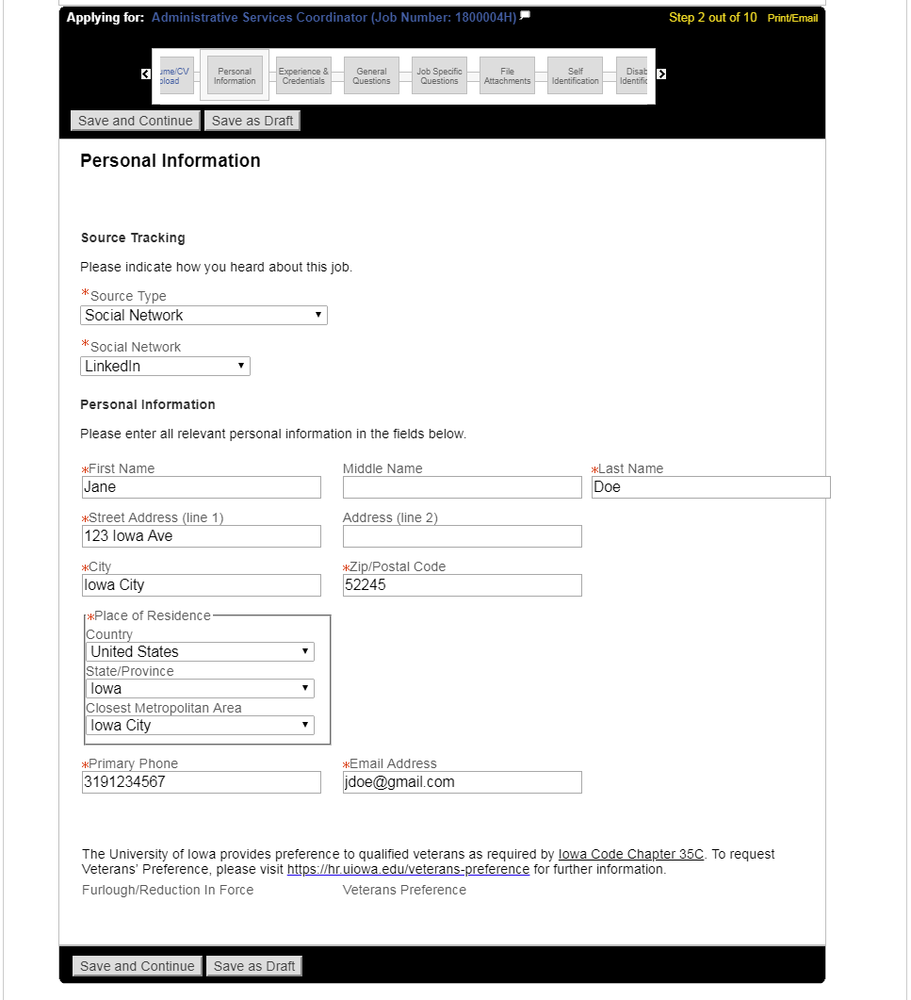 Applying for: Administrative Services Coordinator (Job Number: 1800004H) Step 2 out of 10 Print/Email
ume/CV Personal Experience & General Job Specific File Self Disab
pload Information Credentials Questions Questions Attachments Identification Identific
Save and Continue Save as Draft
Personal Information
Source Tracking
Please indicate how you heard about this job.
*Source Type
Social Network
*Social Network
LinkedIn
Personal Information
Please enter all relevant personal information in the fields below.
*First Name Middle Name *Last Name
Jane Doe
*Street Address (line 1) Address (line 2)
123 Iowa Ave
*City *Zip/Postal Code
Iowa City 52245
*Place of Residence
Country
United States
State/Province
Iowa
Closest Metropolitan Area
Iowa City
*Primary Phone *Email Address
3191234567 jdoe@gmail.com
The University of Iowa provides preference to qualified veterans as required by Iowa Code Chapter 35C. To request
Veterans' Preference, please visit https://hr.uiowa.edu/veterans-preference for further information.
Furlough/Reduction In Force Veterans Preference
Save and Continue Save as Draft